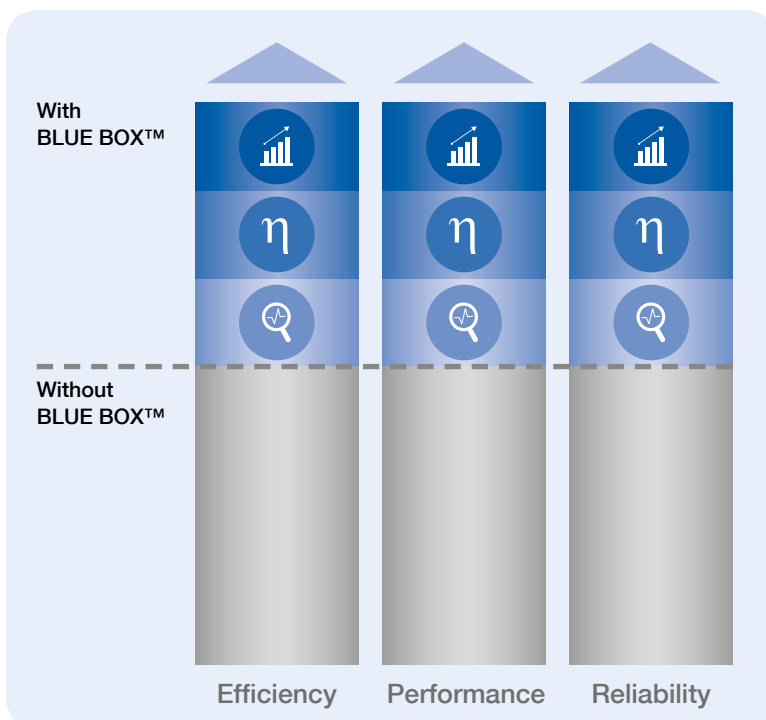 With
BLUE BOX™
η η η
Without
BLUE BOX™
Efficiency Performance Reliability